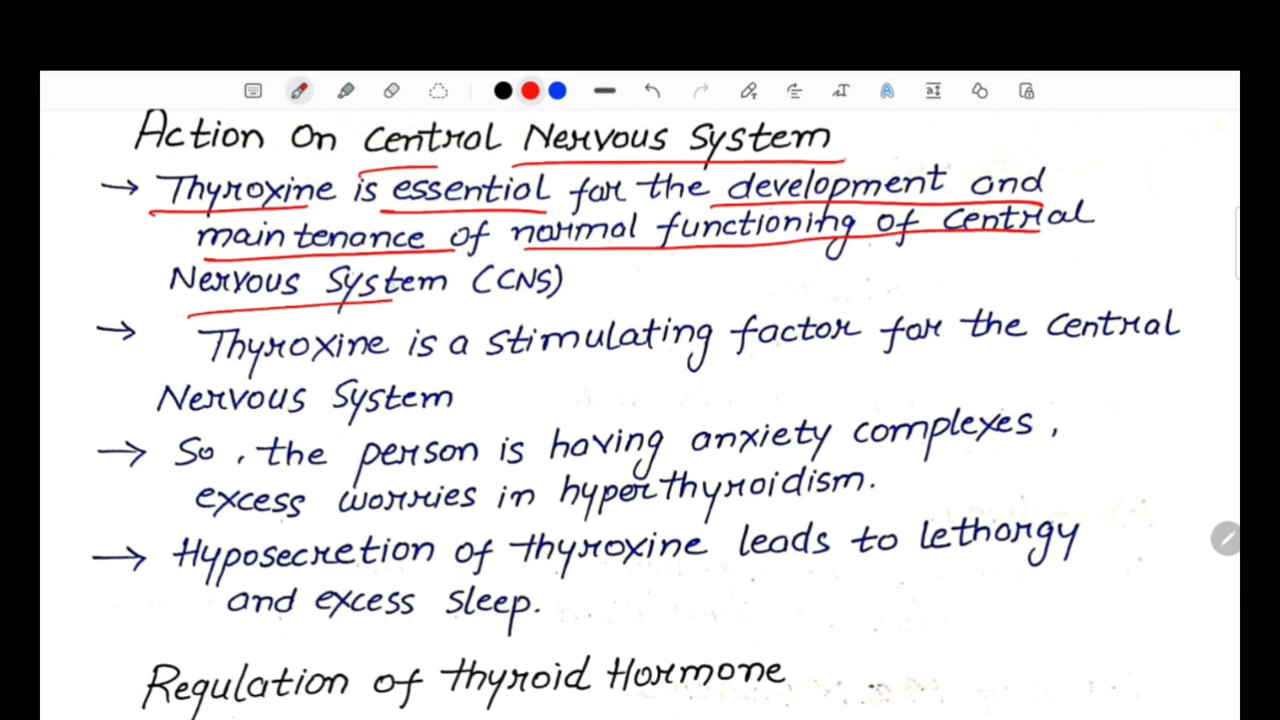 Action On Central Nervous System
→ Thyroxine is essential for the development and
maintenance of normal functioning of central
Nervous System (CNS)
→ Thyroxine is a stimulating factor for the central
Nervous System
→ So, the person is having anxiety complexes,
excess worries in hyperthyroidism.
→ Hyposecretion of thyroxine leads to lethorgy
and excess sleep.
Regulation of thyroid Hormone